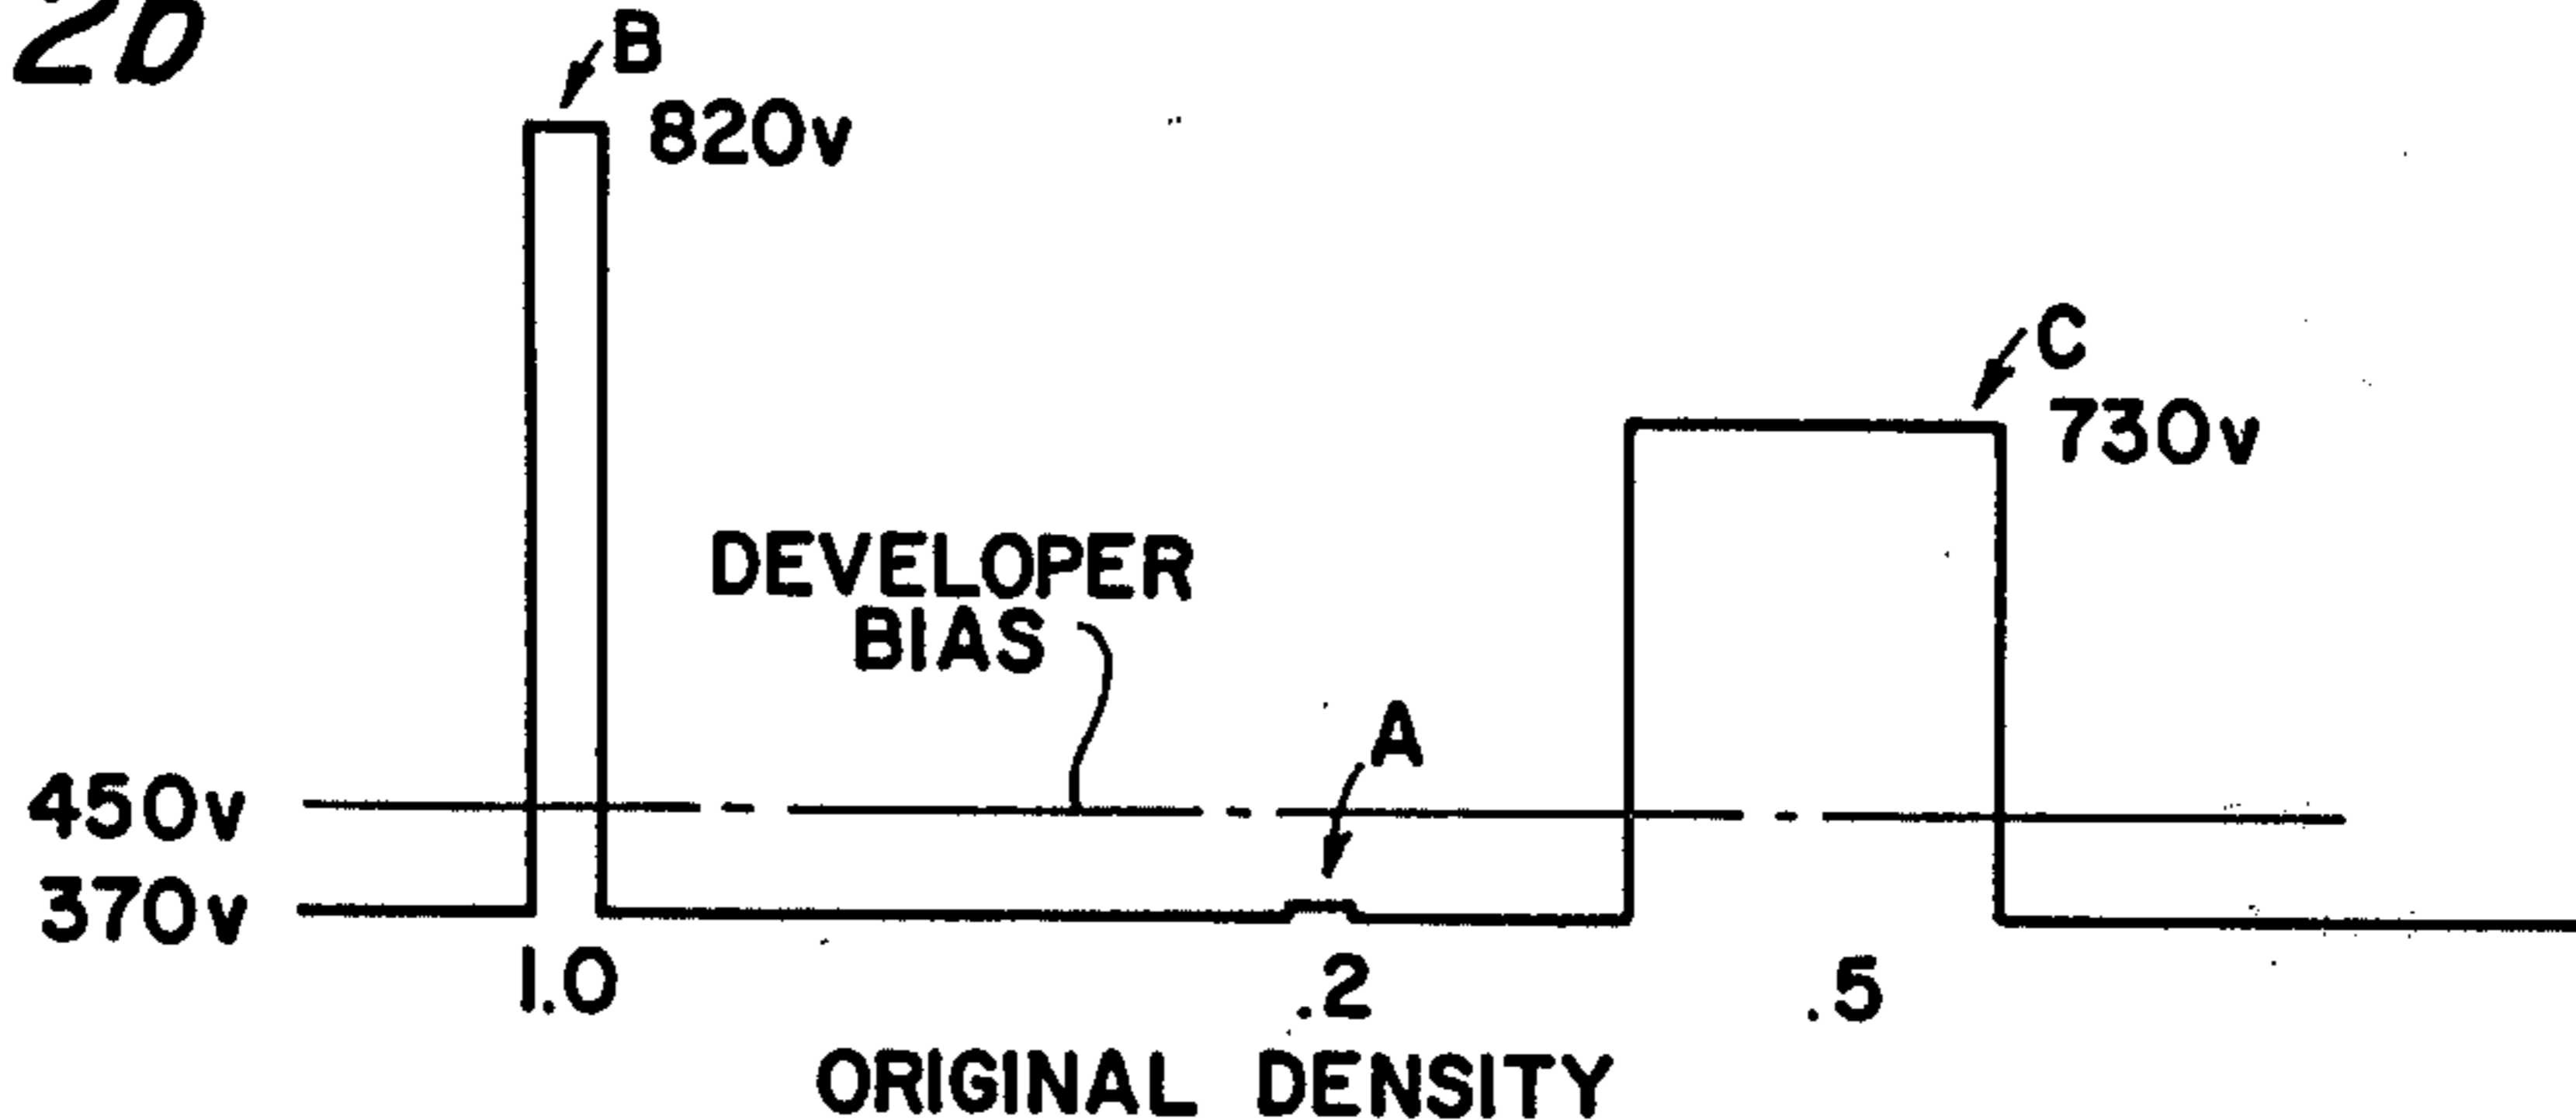 2b
B
820v
C
730v
DEVELOPER
BIAS
A
450v
370v
1.0
.2
.5
ORIGINAL DENSITY